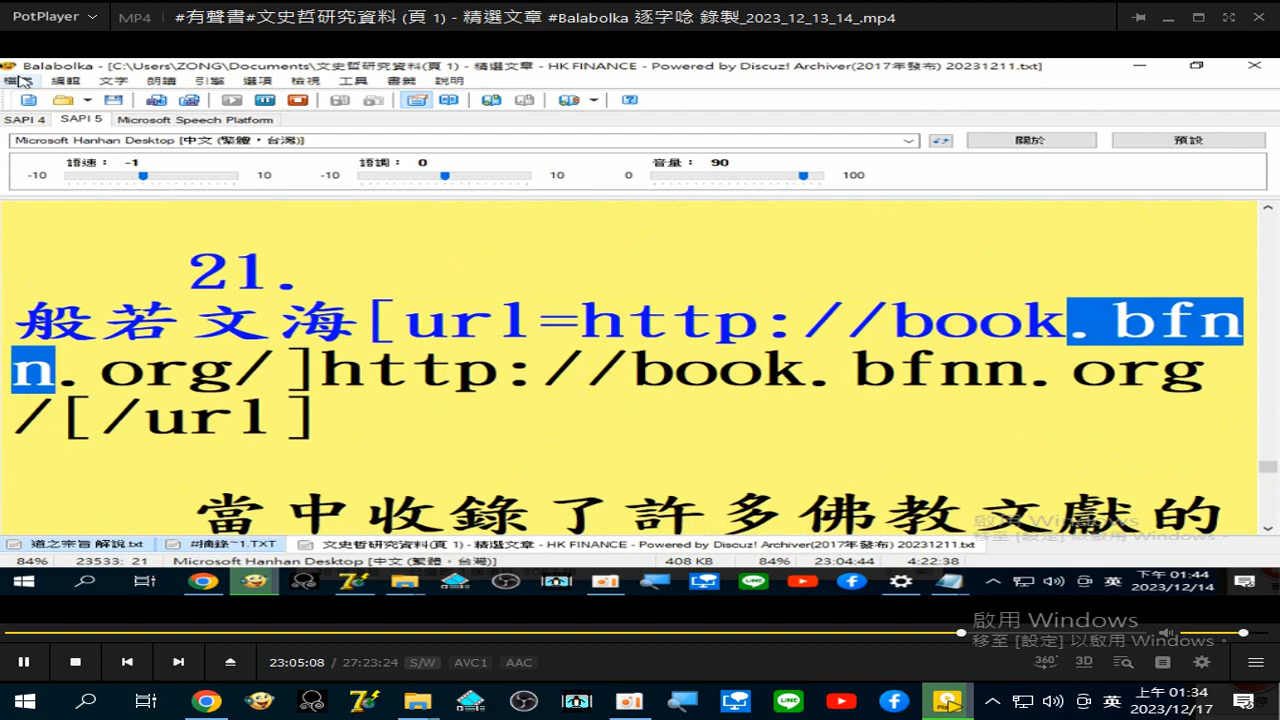 PotPlayer MP4 #有聲書#文史哲研究資料 (頁 1) - 精選文章 #Balabolka 逐字唸 錄製_2023_12_13_14_.mp4
Balabolka - [C:\Users\ZONG\Documents\文史哲研究資料(頁 1) - 精選文章 - HK FINANCE - Powered by Discuz! Archiver(2017年發布) 20231211.txt]
檔案 編輯 文字 朗讀 引擎 選項 檢視 工具 書籤 說明
SAPI 4 SAPI 5 Microsoft Speech Platform
Microsoft Hanhan Desktop [中文 (繁體，台灣)] 關於 預設
語速： -1 語調： 0 音量： 90
-10 10 -10 10 0 100
21.
般若文海[url=http://book.bfn
n.org/]http://book.bfnn.org
/[/url]
當中收錄了許多佛教文獻的
啟用 Windows
移至 [設定] 以啟用 Windows。
道之宗旨 解說.txt #摘錄~1.TXT 文史哲研究資料(頁 1) - 精選文章 - HK FINANCE - Powered by Discuz! Archiver(2017年發布) 20231211.txt
84% 23533: 21 Microsoft Hanhan Desktop [中文 (繁體，台灣)] 408 KB 84% 23:04:44 4:22:38
英 下午 01:44
2023/12/14
啟用 Windows
移至 [設定] 以啟用 Windows。
23:05:08 / 27:23:24 S/W AVC1 AAC 360° 3D
英 上午 01:34
2023/12/17